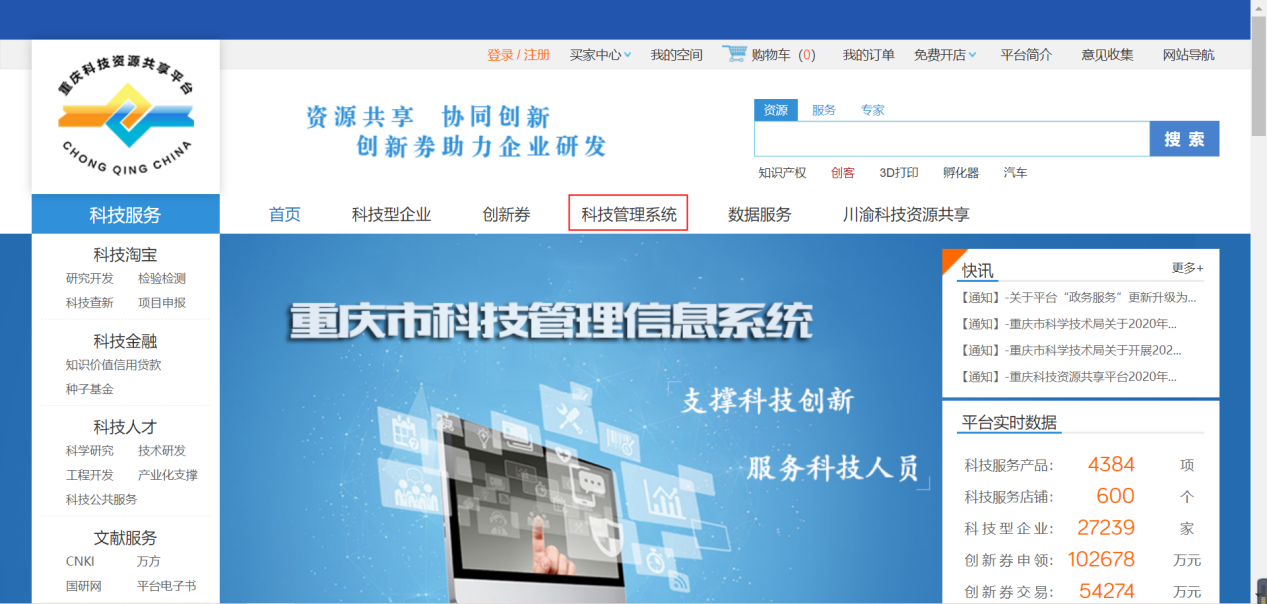 登录 / 注册 买家中心 我的空间 购物车 (0) 我的订单 免费开店 平台简介 意见收集 网站导航
重庆科技资源共享平台
CHONG QING CHINA
资源共享 协同创新
创新券助力企业研发
资源 服务 专家
搜 索
知识产权 创客 3D打印 孵化器 汽车
科技服务 首页 科技型企业 创新券 科技管理系统 数据服务 川渝科技资源共享
科技淘宝
研究开发 检验检测
科技查新 项目申报
科技金融
知识价值信用贷款
种子基金
科技人才
科学研究 技术研发
工程开发 产业化支撑
科技公共服务
文献服务
CNKI 万方
国研网 平台电子书
重庆市科技管理信息系统
支撑科技创新
服务科技人员
快讯 更多+
【通知】-关于平台“政务服务”更新升级为...
【通知】-重庆市科学技术局关于2020年...
【通知】-重庆市科学技术局关于开展202...
【通知】-重庆科技资源共享平台2020年...
平台实时数据
科技服务产品： 4384 项
科技服务店铺： 600 个
科技型企业： 27239 家
创新券申领： 102678 万元
创新券交易： 54274 万元